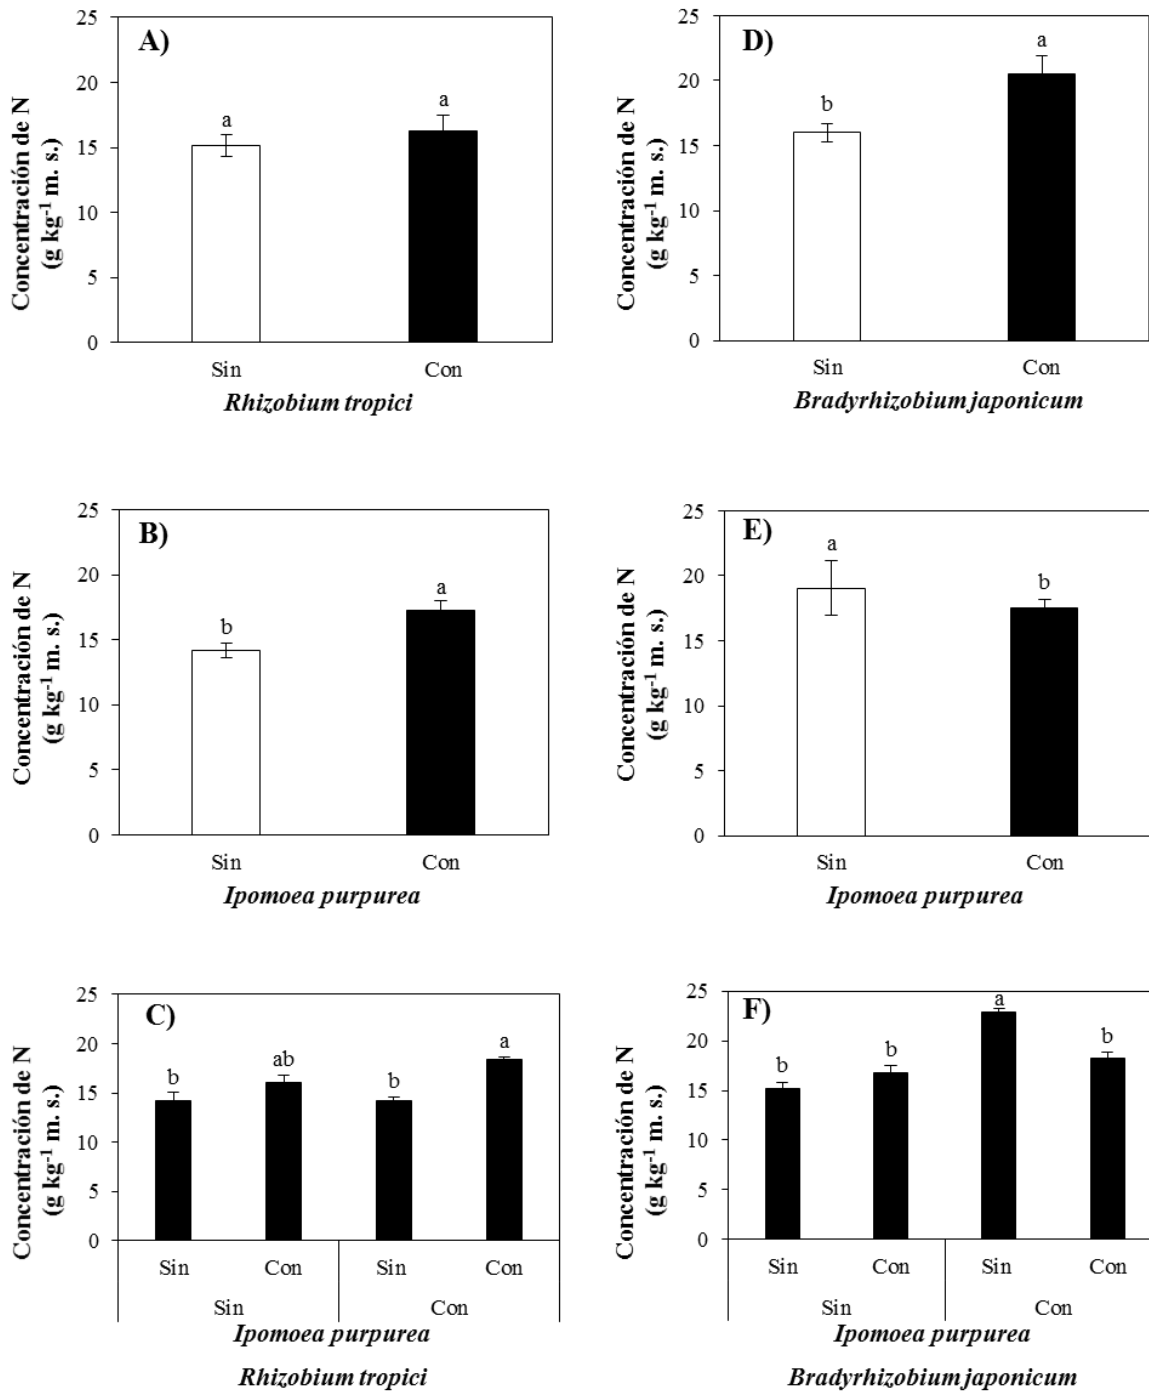 A)
Concentración de N
(g kg⁻¹ m. s.)
25
20
15
10
5
0
a
a
Sin
Con
Rhizobium tropici
D)
Concentración de N
(g kg⁻¹ m. s.)
25
20
15
10
5
0
b
a
Sin
Con
Bradyrhizobium japonicum
B)
Concentración de N
(g kg⁻¹ m. s.)
25
20
15
10
5
0
b
a
Sin
Con
Ipomoea purpurea
E)
Concentración de N
(g kg⁻¹ m. s.)
25
20
15
10
5
0
a
b
Sin
Con
Ipomoea purpurea
C)
Concentración de N
(g kg⁻¹ m. s.)
25
20
15
10
5
0
b
ab
b
a
Sin Con Sin Con
Sin Con
Ipomoea purpurea
Rhizobium tropici
F)
Concentración de N
(g kg⁻¹ m. s.)
25
20
15
10
5
0
b
b
a
b
Sin Con Sin Con
Sin Con
Ipomoea purpurea
Bradyrhizobium japonicum